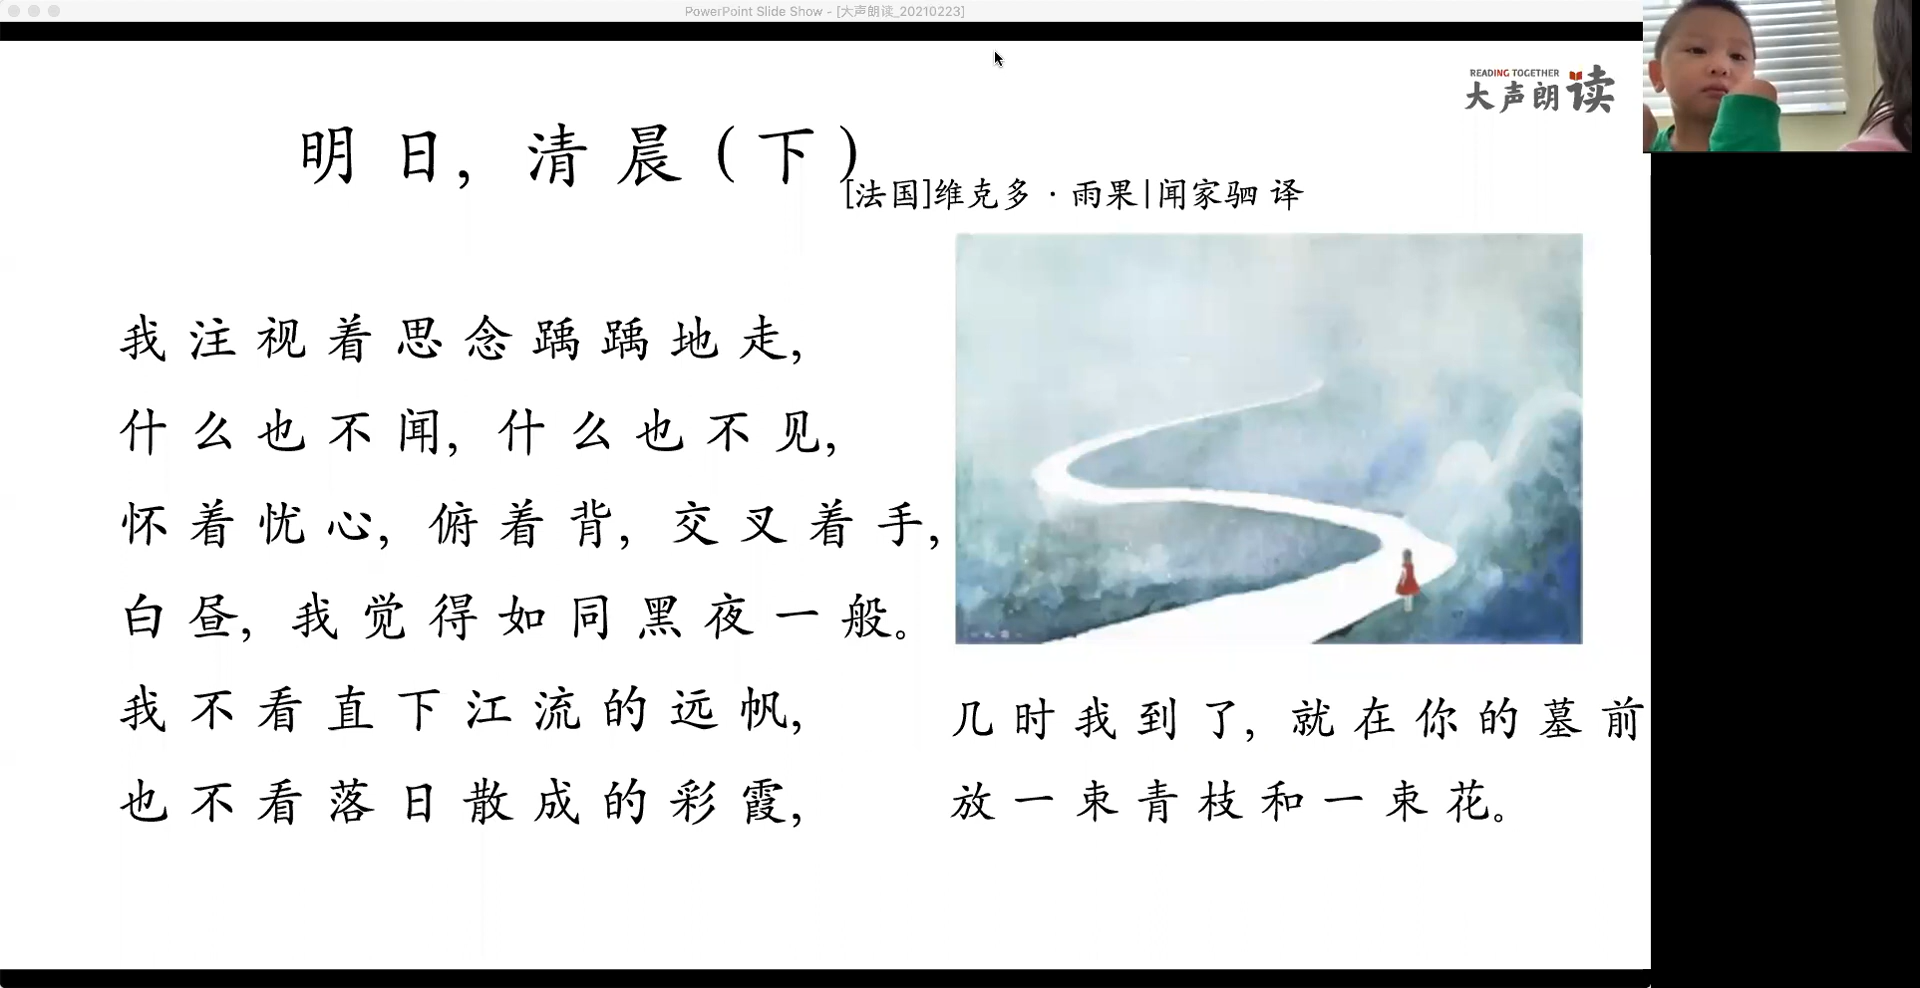 PowerPoint Slide Show - [大声朗读_20210223]
READING TOGETHER
大声朗读
明日，清晨（下）
[法国]维克多·雨果|闻家驷 译
我注视着思念踽踽地走，
什么也不闻，什么也不见，
怀着忧心，俯着背，交叉着手，
白昼，我觉得如同黑夜一般。
我不看直下江流的远帆，
也不看落日散成的彩霞，
几时我到了，就在你的墓前
放一束青枝和一束花。